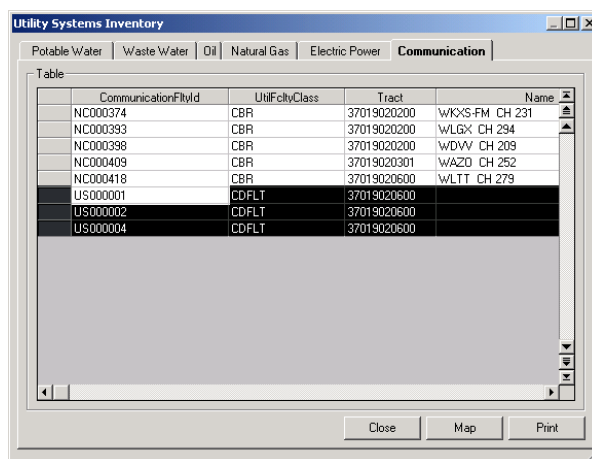 Utility Systems Inventory
Potable Water Waste Water Oil Natural Gas Electric Power Communication
Table
CommunicationFltyId UtilFcltyClass Tract Name
NC000374 CBR 37019020200 WKXS-FM CH 231
NC000393 CBR 37019020200 WLGX CH 294
NC000398 CBR 37019020200 WDVV CH 209
NC000409 CBR 37019020301 WAZO CH 252
NC000418 CBR 37019020600 WLTT CH 279
US000001 CDFLT 37019020600
US000002 CDFLT 37019020600
US000004 CDFLT 37019020600
Close Map Print